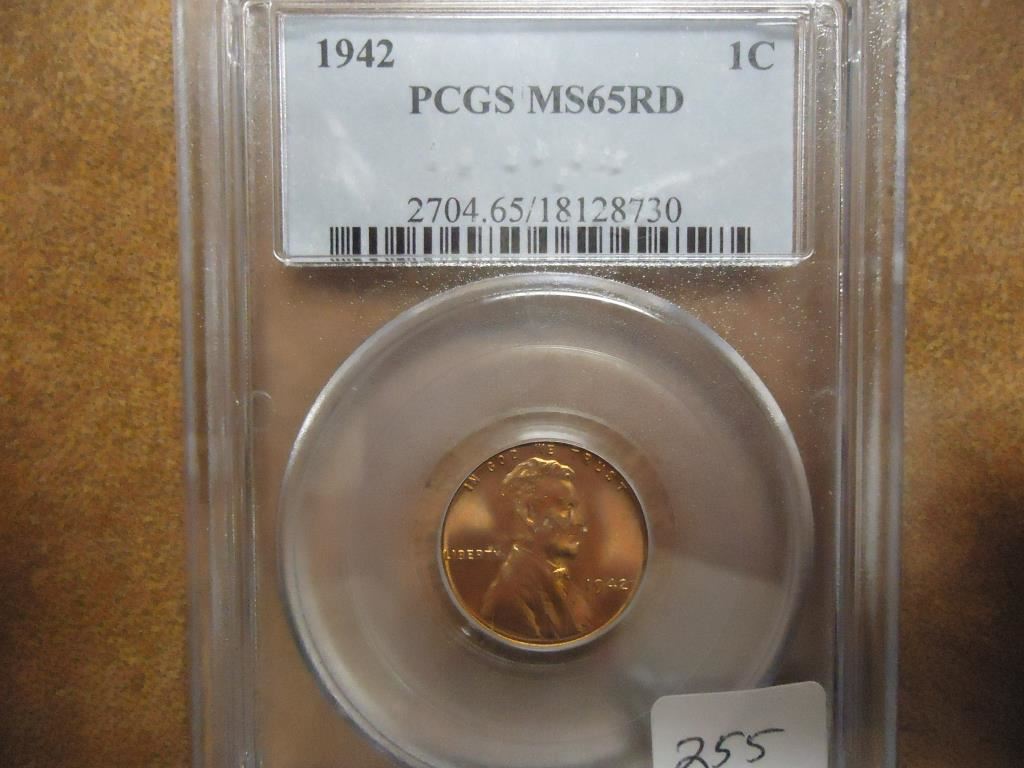 1942 1C
PCGS MS65RD
2704.65/18128730
IN GOD WE TRUST
LIBERTY
1942
255